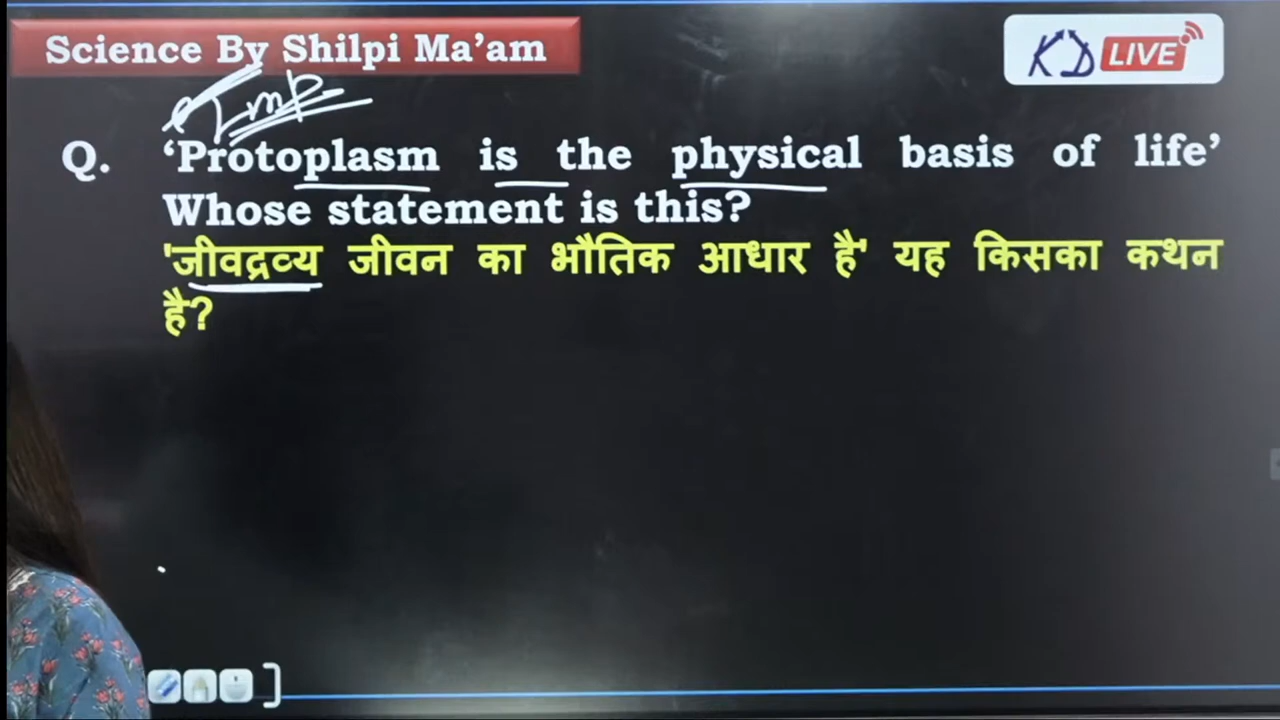 Science By Shilpi Ma'am
KD LIVE
Imp
Q. ‘Protoplasm is the physical basis of life’
Whose statement is this?
'जीवद्रव्य जीवन का भौतिक आधार है' यह किसका कथन
है?